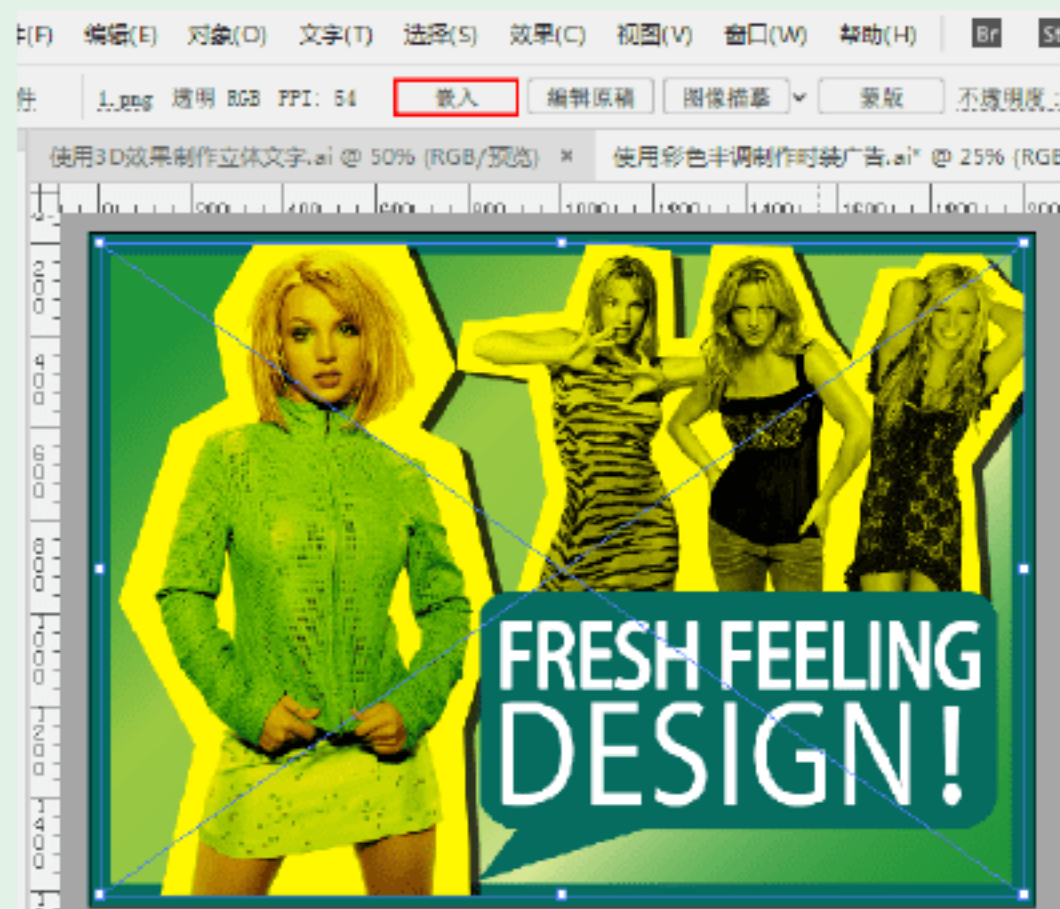 件(F) 编辑(E) 对象(O) 文字(T) 选择(S) 效果(C) 视图(V) 窗口(W) 帮助(H) Br St
件 1.png 透明 RGB PPI: 54 嵌入 编辑原稿 图像描摹 蒙版 不透明度:
使用3D效果制作立体文字.ai @ 50% (RGB/预览) × 使用彩色半调制作时装广告.ai* @ 25% (RGB
FRESH FEELING
DESIGN!